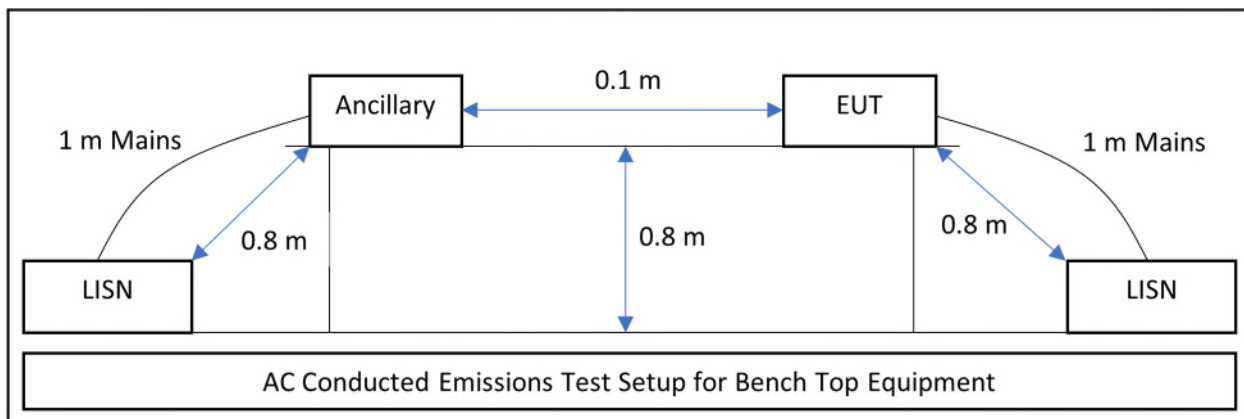 0.1 m
Ancillary
EUT
1 m Mains
1 m Mains
0.8 m
0.8 m
0.8 m
LISN
LISN
AC Conducted Emissions Test Setup for Bench Top Equipment